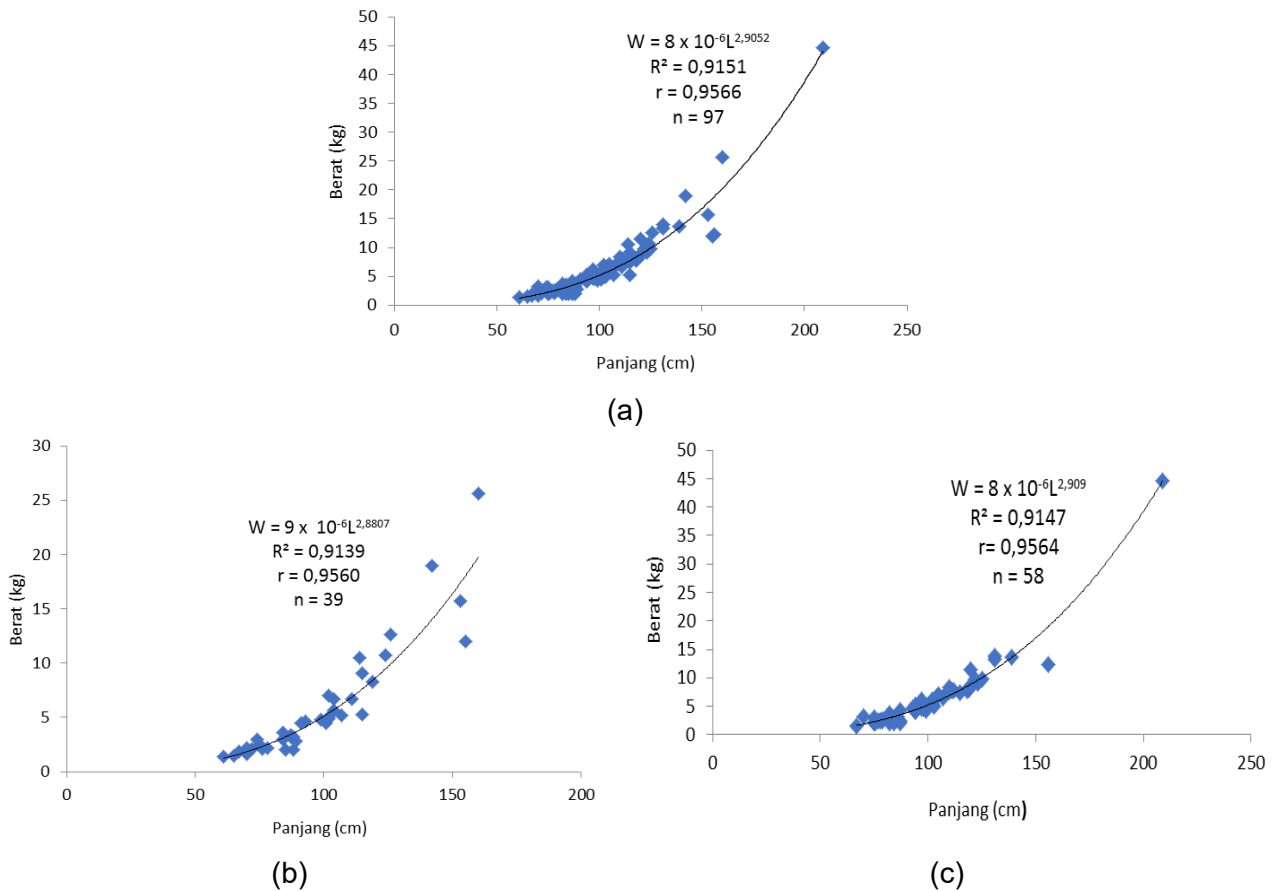 50
45
40
35
30
25
20
15
10
5
0
Berat (kg)
W = 8 x 10⁻⁶L²,⁹⁰⁵²
R² = 0,9151
r = 0,9566
n = 97
0 50 100 150 200 250
Panjang (cm)
(a)
30
25
20
15
10
5
0
Berat (kg)
W = 9 x 10⁻⁶L²,⁸⁸⁰⁷
R² = 0,9139
r = 0,9560
n = 39
0 50 100 150 200
Panjang (cm)
(b)
50
45
40
35
30
25
20
15
10
5
0
Berat (kg)
W = 8 x 10⁻⁶L²,⁹⁰⁹
R² = 0,9147
r= 0,9564
n = 58
0 50 100 150 200 250
Panjang (cm)
(c)